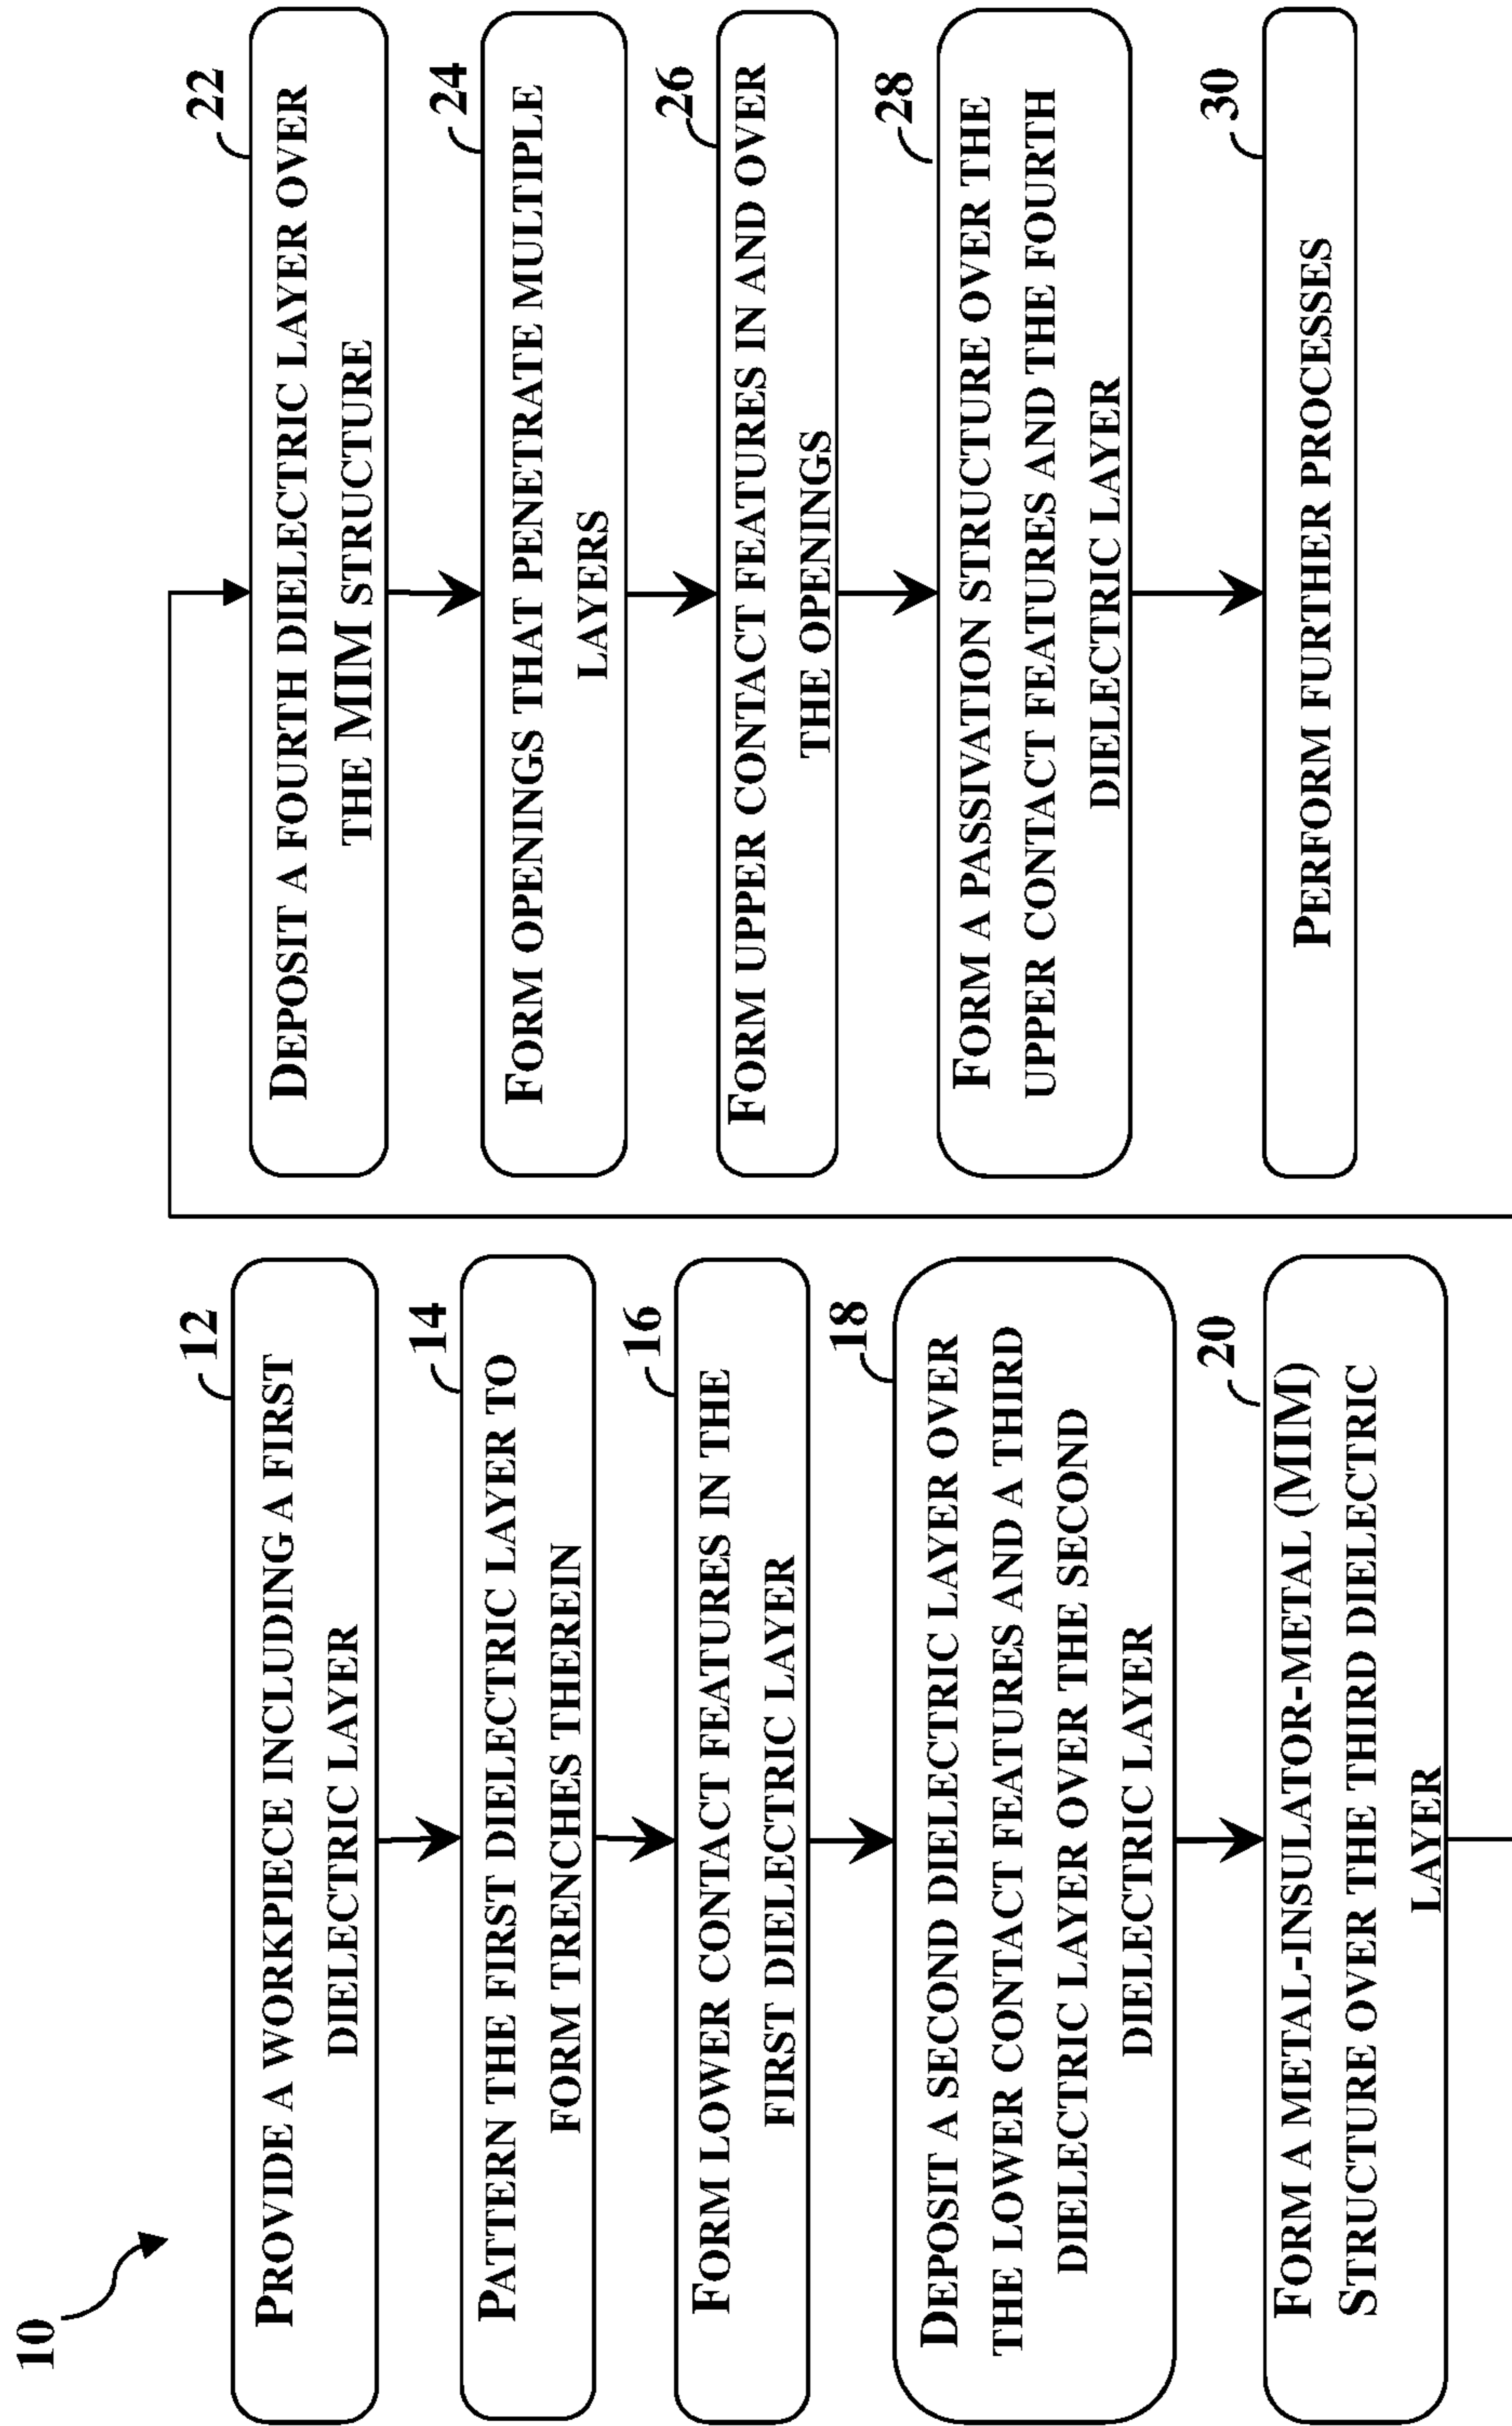 10
12
PROVIDE A WORKPIECE INCLUDING A FIRST
DIELECTRIC LAYER
14
PATTERN THE FIRST DIELECTRIC LAYER TO
FORM TRENCHES THEREIN
16
FORM LOWER CONTACT FEATURES IN THE
FIRST DIELECTRIC LAYER
18
DEPOSIT A SECOND DIELECTRIC LAYER OVER
THE LOWER CONTACT FEATURES AND A THIRD
DIELECTRIC LAYER OVER THE SECOND
DIELECTRIC LAYER
20
FORM A METAL-INSULATOR-METAL (MIM)
STRUCTURE OVER THE THIRD DIELECTRIC
LAYER
22
DEPOSIT A FOURTH DIELECTRIC LAYER OVER
THE MIM STRUCTURE
24
FORM OPENINGS THAT PENETRATE MULTIPLE
LAYERS
26
FORM UPPER CONTACT FEATURES IN AND OVER
THE OPENINGS
28
FORM A PASSIVATION STRUCTURE OVER THE
UPPER CONTACT FEATURES AND THE FOURTH
DIELECTRIC LAYER
30
PERFORM FURTHER PROCESSES